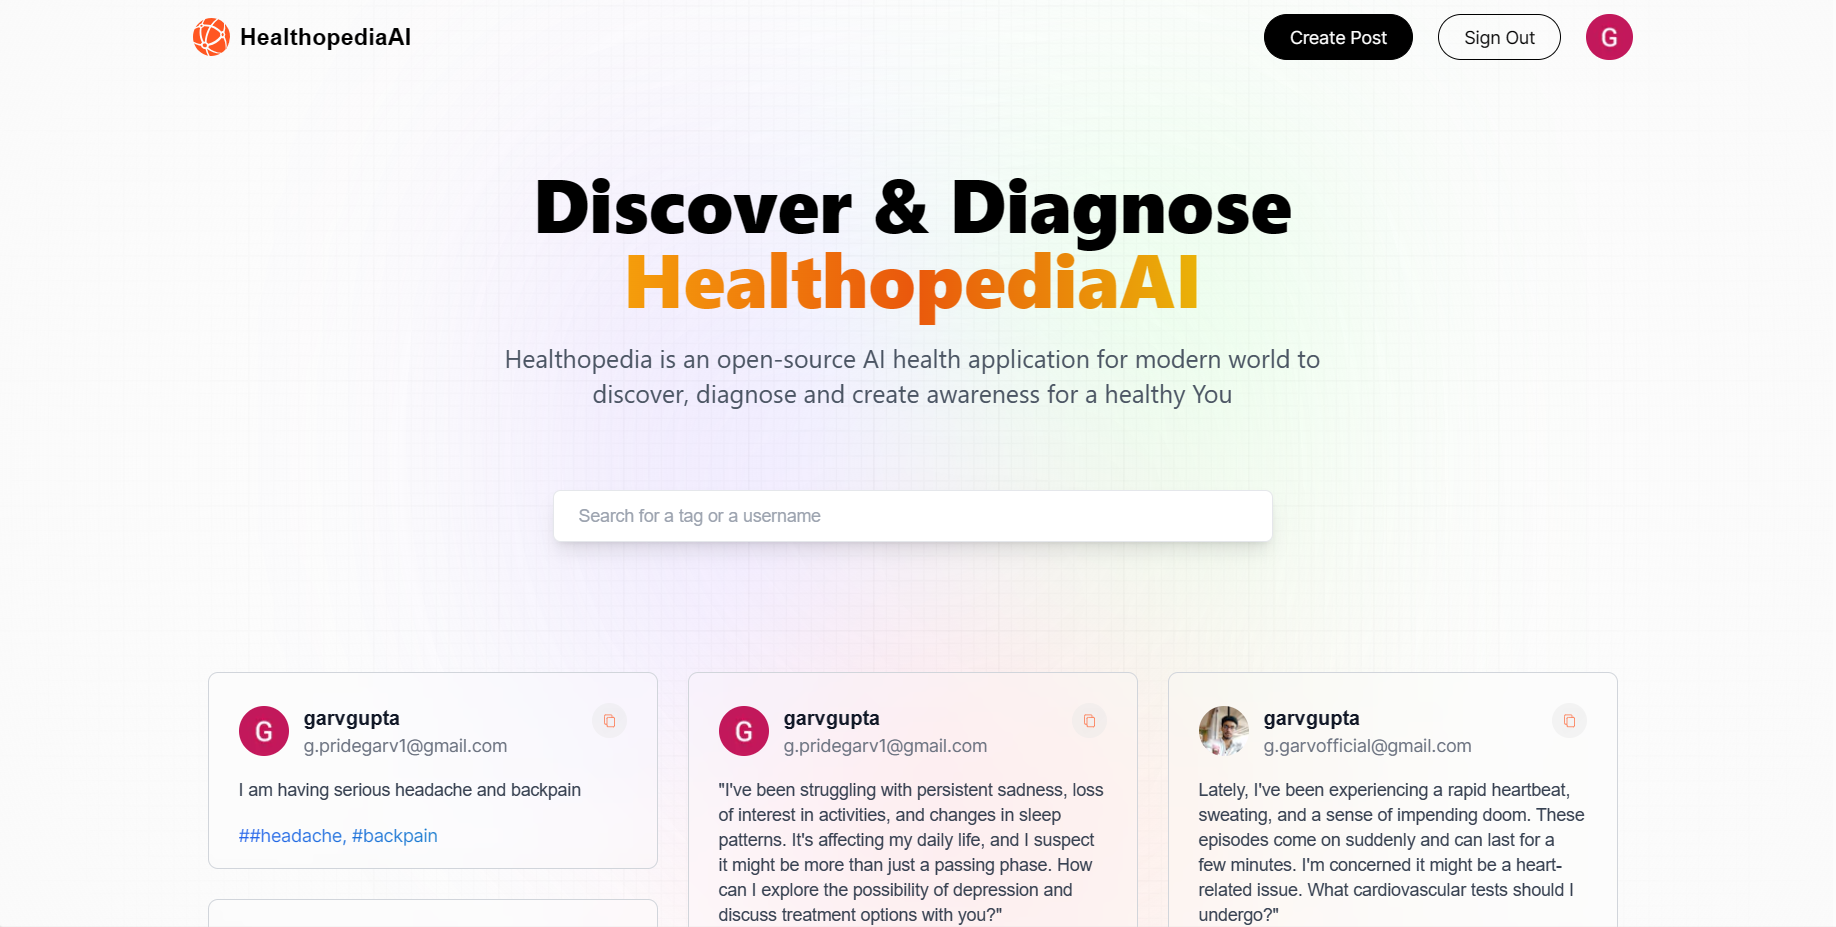 HealthopediaAI
Create Post
Sign Out
G
Discover & Diagnose
HealthopediaAI
Healthopedia is an open-source AI health application for modern world to
discover, diagnose and create awareness for a healthy You
Search for a tag or a username
G
garvgupta
g.pridegarv1@gmail.com
I am having serious headache and backpain
##headache, #backpain
G
garvgupta
g.pridegarv1@gmail.com
"I've been struggling with persistent sadness, loss
of interest in activities, and changes in sleep
patterns. It's affecting my daily life, and I suspect
it might be more than just a passing phase. How
can I explore the possibility of depression and
discuss treatment options with you?"
garvgupta
g.garvofficial@gmail.com
Lately, I've been experiencing a rapid heartbeat,
sweating, and a sense of impending doom. These
episodes come on suddenly and can last for a
few minutes. I'm concerned it might be a heart-
related issue. What cardiovascular tests should I
undergo?"